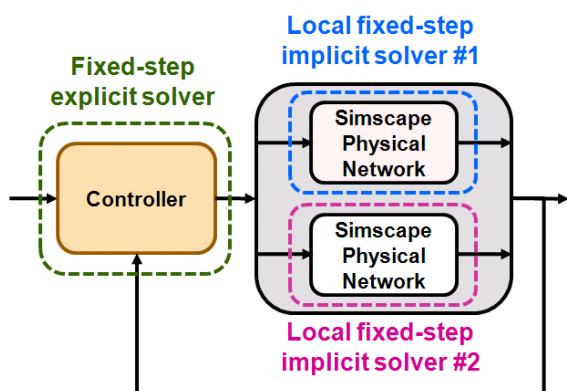 Local fixed-step
implicit solver #1
Fixed-step
explicit solver
Simscape
Physical
Network
Controller
Simscape
Physical
Network
Local fixed-step
implicit solver #2